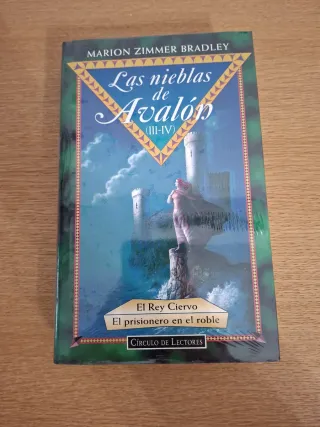 MARION ZIMMER BRADLEY
Las nieblas
de
Avalón
(III-IV)
El Rey Ciervo
El prisionero en el roble
CÍRCULO DE LECTORES